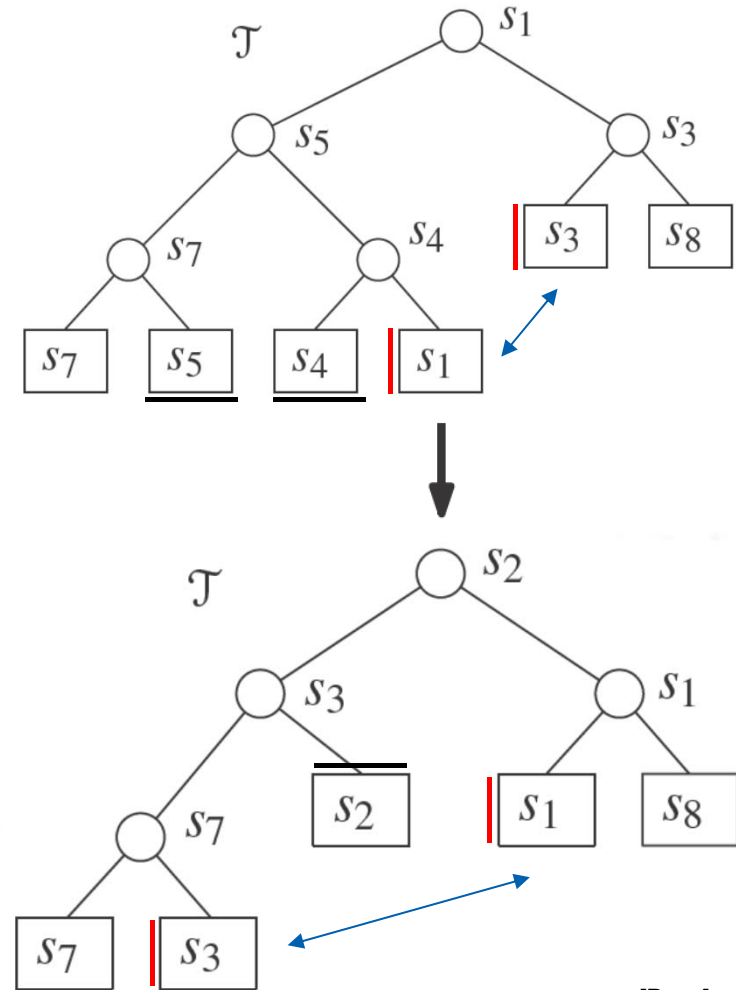 𝒯 s₁
s₅ s₃
s₇ s₄ s₃ s₈
s₇ s₅ s₄ s₁
𝒯 s₂
s₃ s₁
s₇ s₂ s₁ s₈
s₇ s₃